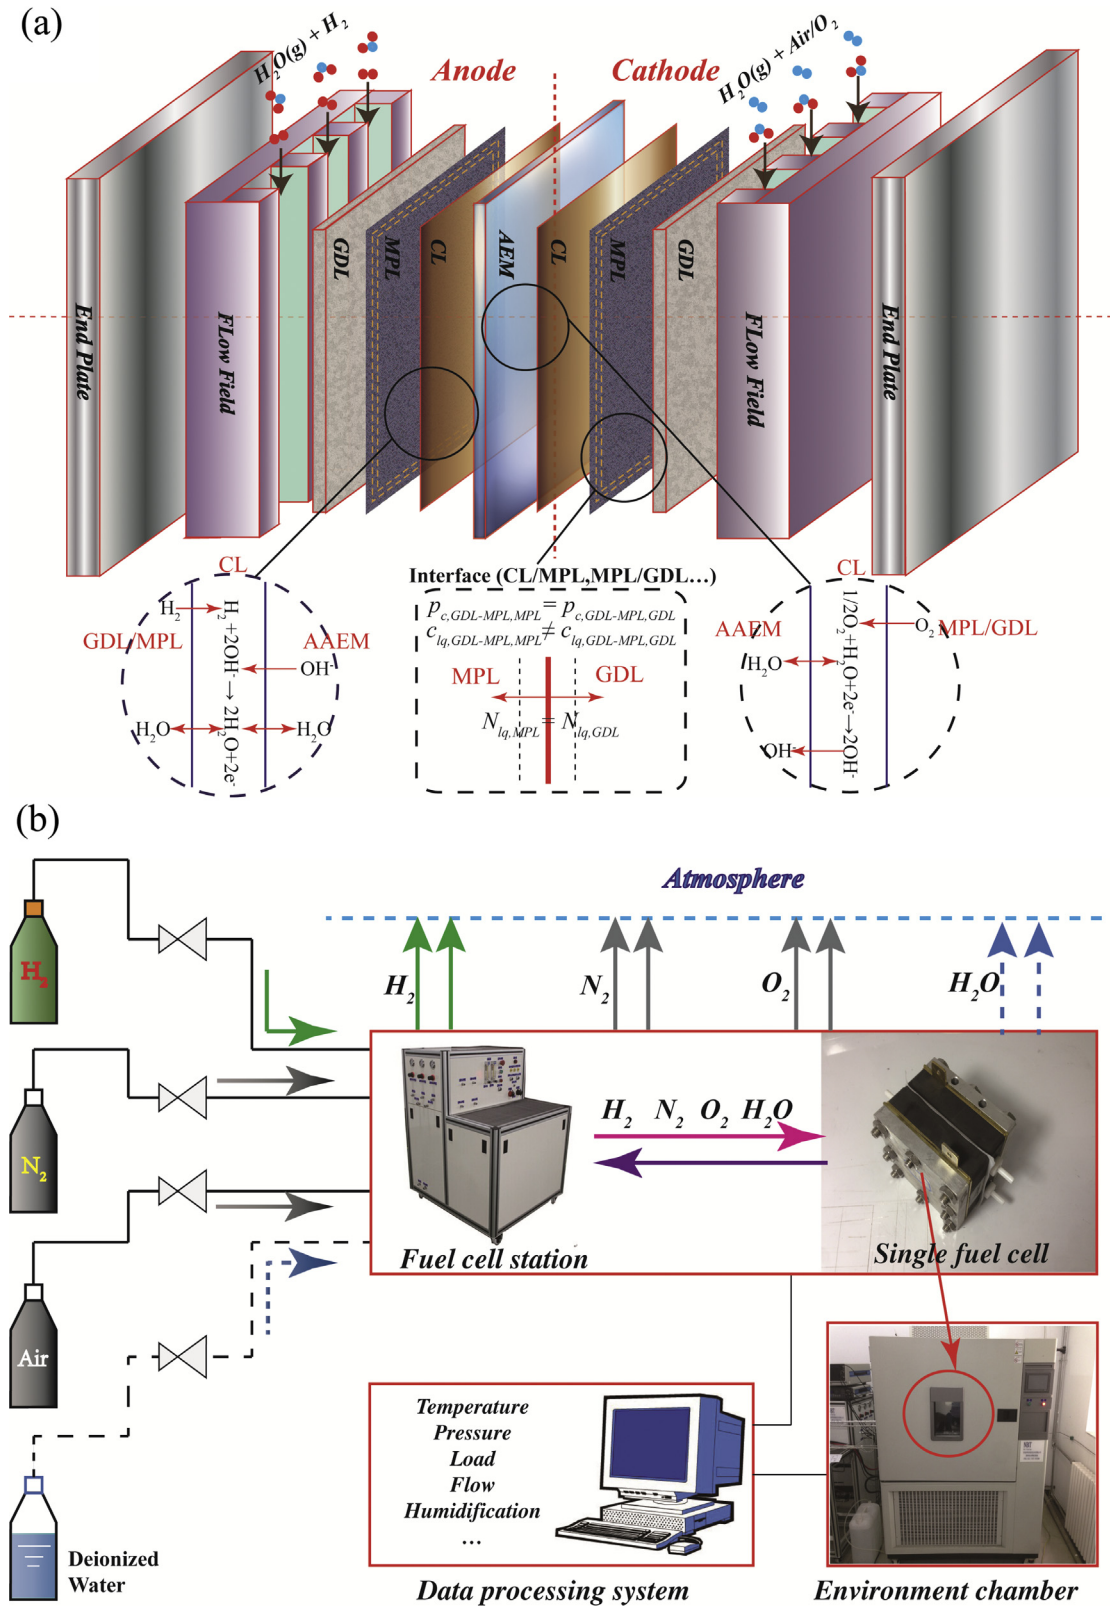 (a)
H2O(g) + H2
Anode
Cathode
H2O(g) + Air/O2
End Plate
FLow Field
GDL
MPL
CL
AEM
CL
MPL
GDL
FLow Field
End Plate
CL
H2
GDL/MPL
AAEM
OH-
H2+2OH-→2H2O+2e-
H2O
H2O
Interface (CL/MPL,MPL/GDL…)
pc,GDL-MPL,MPL = pc,GDL-MPL,GDL
clq,GDL-MPL,MPL ≠ clq,GDL-MPL,GDL
MPL
GDL
Nlq,MPL = Nlq,GDL
CL
AAEM
O2
MPL/GDL
H2O
1/2O2+H2O+2e-→2OH-
OH-
(b)
Atmosphere
H2
H2
N2
O2
H2O
N2
H2 N2 O2 H2O
Fuel cell station
Single fuel cell
Air
Temperature
Pressure
Load
Flow
Humidification
…
Deionized
Water
Data processing system
Environment chamber